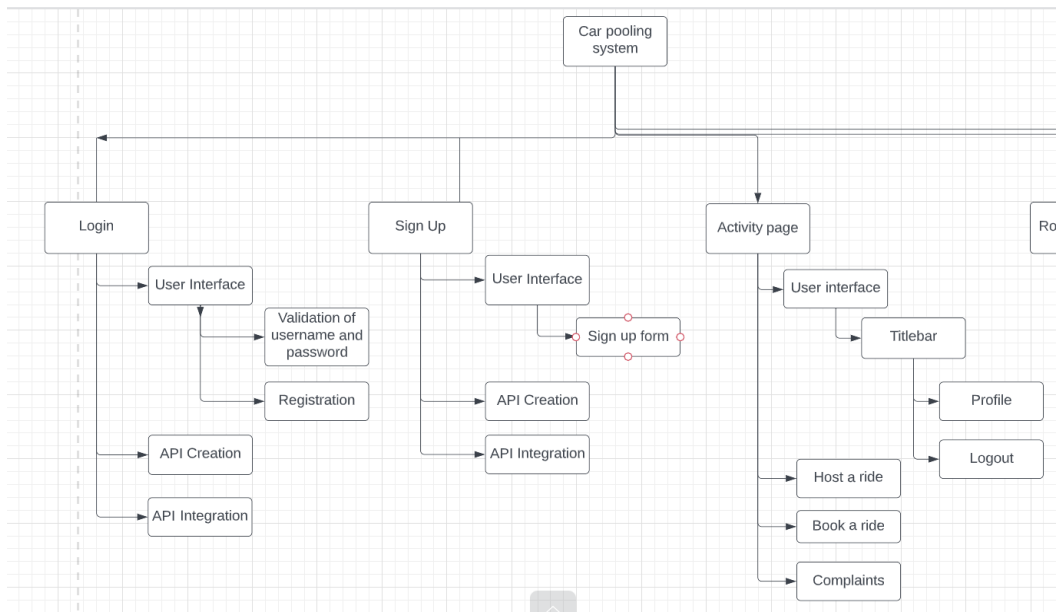 Car pooling
system
Login
Sign Up
Activity page
Ro
User Interface
Validation of
username and
password
Registration
API Creation
API Integration
User Interface
Sign up form
API Creation
API Integration
User interface
Titlebar
Profile
Logout
Host a ride
Book a ride
Complaints